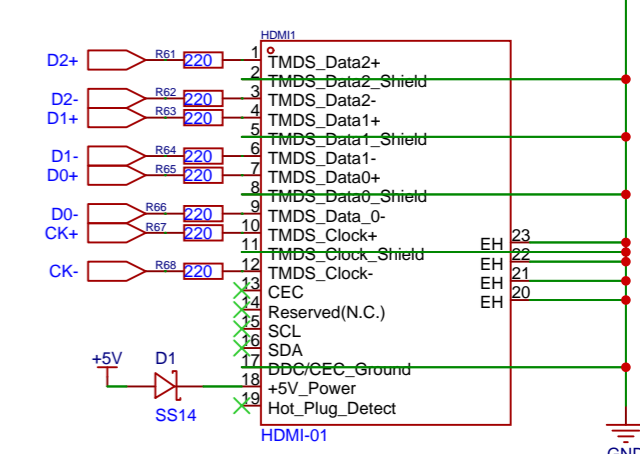 HDMI1
D2+ R61 220 1 TMDS_Data2+
2 TMDS_Data2_Shield
D2- R62 220 3 TMDS_Data2-
D1+ R63 220 4 TMDS_Data1+
5 TMDS_Data1_Shield
D1- R64 220 6 TMDS_Data1-
D0+ R65 220 7 TMDS_Data0+
8 TMDS_Data0_Shield
D0- R66 220 9 TMDS_Data_0-
CK+ R67 220 10 TMDS_Clock+ EH 23
11 TMDS_Clock_Shield EH 22
CK- R68 220 12 TMDS_Clock- EH 21
13 CEC EH 20
14 Reserved(N.C.)
15 SCL
16 SDA
17 DDC/CEC_Ground
+5V D1 18 +5V_Power
SS14 19 Hot_Plug_Detect
HDMI-01
GND